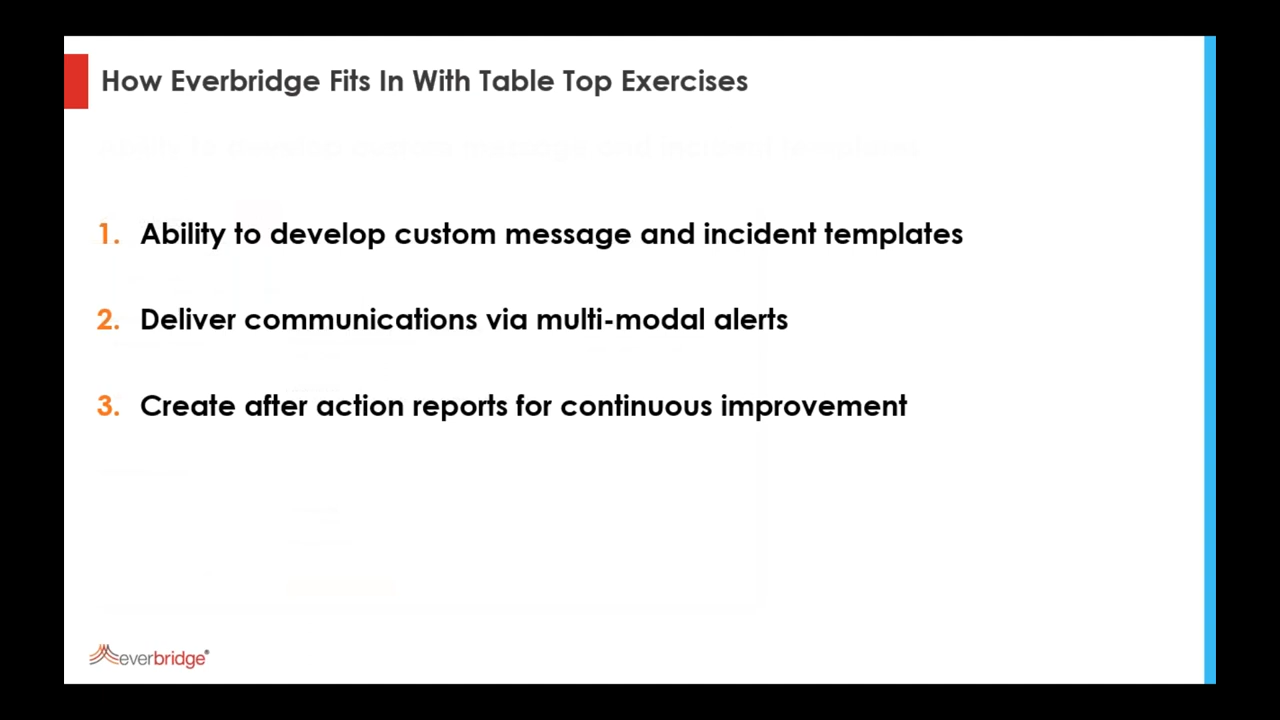 How Everbridge Fits In With Table Top Exercises
1. Ability to develop custom message and incident templates
2. Deliver communications via multi-modal alerts
3. Create after action reports for continuous improvement
everbridge®